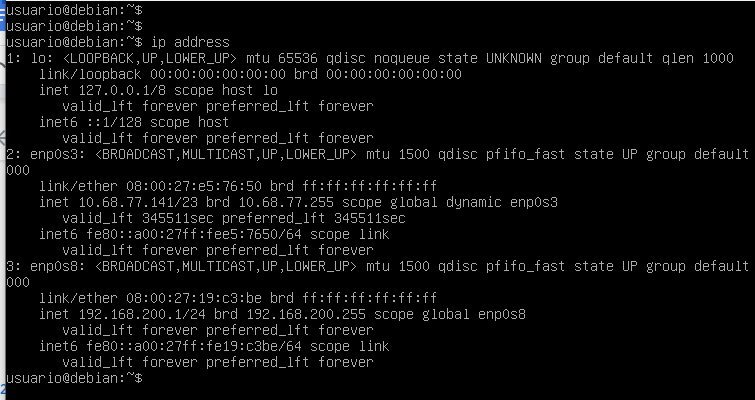 usuario@debian:~$
usuario@debian:~$
usuario@debian:~$ ip address
1: lo: <LOOPBACK,UP,LOWER_UP> mtu 65536 qdisc noqueue state UNKNOWN group default qlen 1000
    link/loopback 00:00:00:00:00:00 brd 00:00:00:00:00:00
    inet 127.0.0.1/8 scope host lo
       valid_lft forever preferred_lft forever
    inet6 ::1/128 scope host
       valid_lft forever preferred_lft forever
2: enp0s3: <BROADCAST,MULTICAST,UP,LOWER_UP> mtu 1500 qdisc pfifo_fast state UP group default
000
    link/ether 08:00:27:e5:76:50 brd ff:ff:ff:ff:ff:ff
    inet 10.68.77.141/23 brd 10.68.77.255 scope global dynamic enp0s3
       valid_lft 345511sec preferred_lft 345511sec
    inet6 fe80::a00:27ff:fee5:7650/64 scope link
       valid_lft forever preferred_lft forever
3: enp0s8: <BROADCAST,MULTICAST,UP,LOWER_UP> mtu 1500 qdisc pfifo_fast state UP group default
000
    link/ether 08:00:27:19:c3:be brd ff:ff:ff:ff:ff:ff
    inet 192.168.200.1/24 brd 192.168.200.255 scope global enp0s8
       valid_lft forever preferred_lft forever
    inet6 fe80::a00:27ff:fe19:c3be/64 scope link
       valid_lft forever preferred_lft forever
usuario@debian:~$